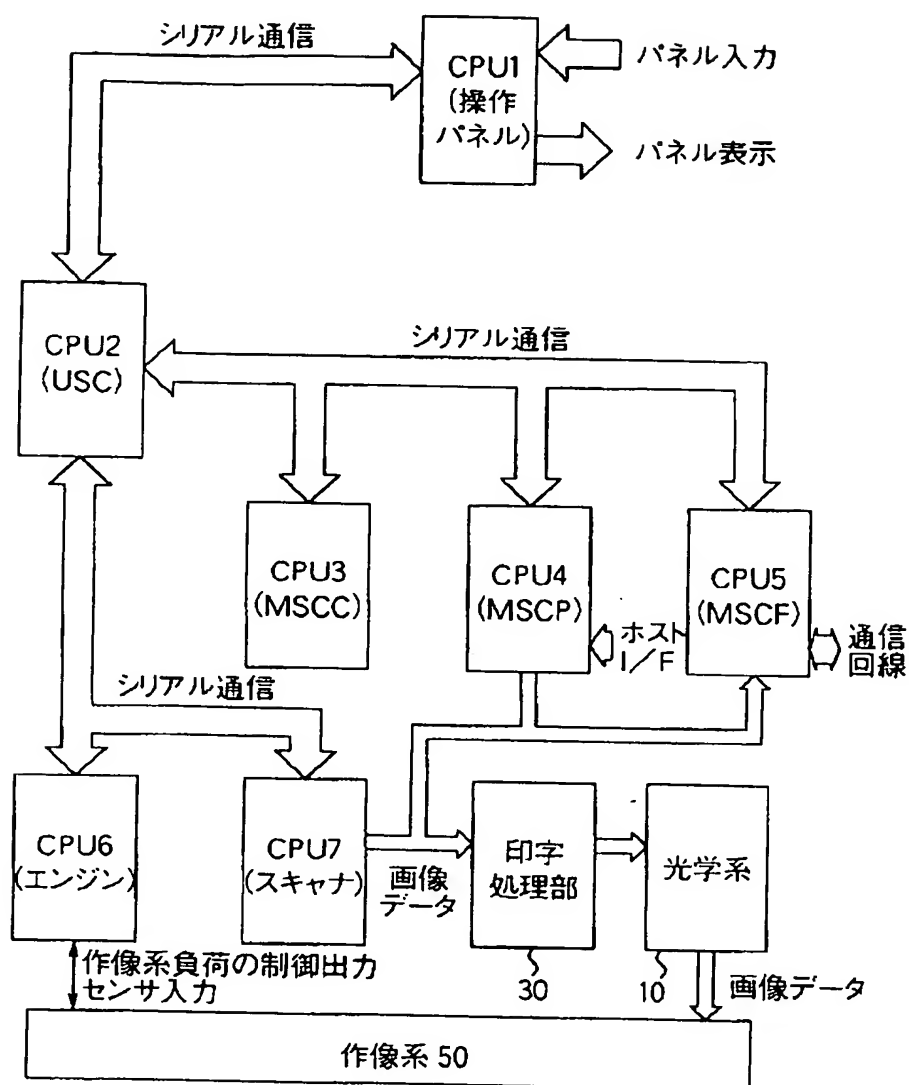 シリアル通信
CPU1
(操作
パネル)
パネル入力
パネル表示
CPU2
(USC)
シリアル通信
CPU3
(MSCC)
CPU4
(MSCP)
ホスト
I/F
CPU5
(MSCF)
通信
回線
シリアル通信
CPU6
(エンジン)
CPU7
(スキャナ)
画像
データ
印字
処理部
光学系
30
10
画像データ
作像系負荷の制御出力
センサ入力
作像系 50